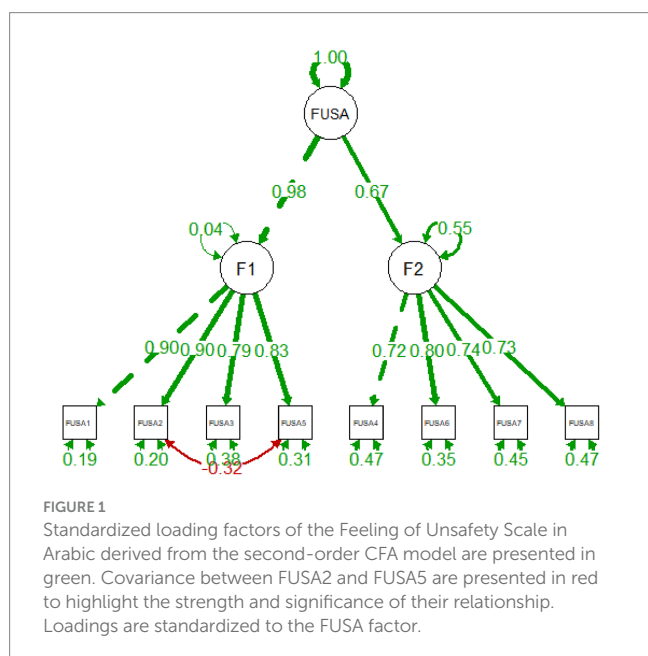 1.00
FUSA
0.98 0.67
0.04 0.55
F1 F2
0.90 0.90 0.79 0.83 0.72 0.80 0.74 0.73
FUSA1 FUSA2 FUSA3 FUSA5 FUSA4 FUSA6 FUSA7 FUSA8
0.19 0.20 0.38 0.31 0.47 0.35 0.45 0.47
-0.32
FIGURE 1
Standardized loading factors of the Feeling of Unsafety Scale in
Arabic derived from the second-order CFA model are presented in
green. Covariance between FUSA2 and FUSA5 are presented in red
to highlight the strength and significance of their relationship.
Loadings are standardized to the FUSA factor.